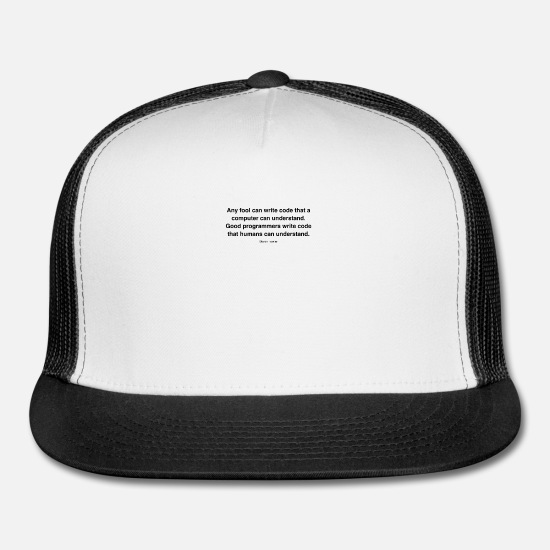 Any fool can write code that a
computer can understand.
Good programmers write code
that humans can understand.